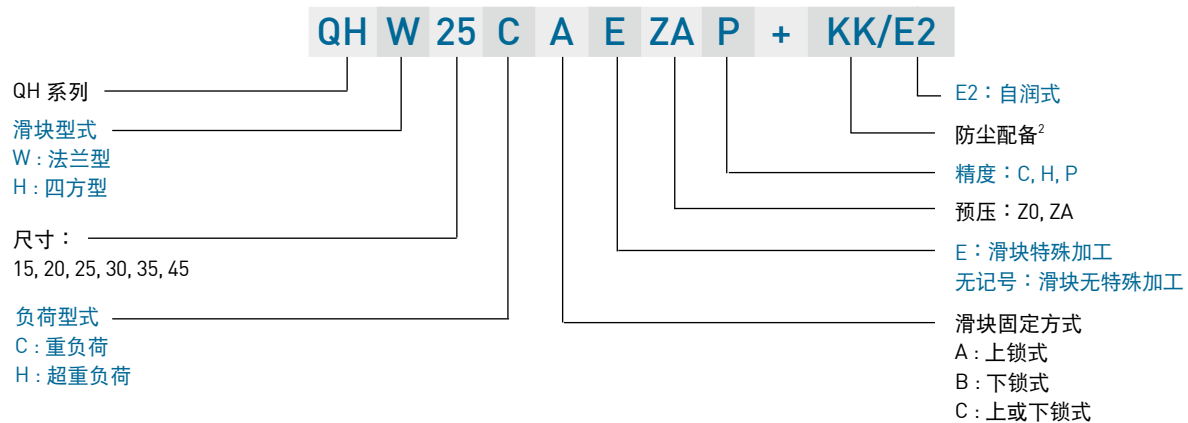 QH W 25 C A E ZA P + KK/E2
QH 系列
滑块型式
W : 法兰型
H : 四方型
尺寸：
15, 20, 25, 30, 35, 45
负荷型式
C : 重负荷
H : 超重负荷
E2：自润式
防尘配备2
精度：C, H, P
预压：Z0, ZA
E：滑块特殊加工
无记号：滑块无特殊加工
滑块固定方式
A : 上锁式
B : 下锁式
C : 上或下锁式